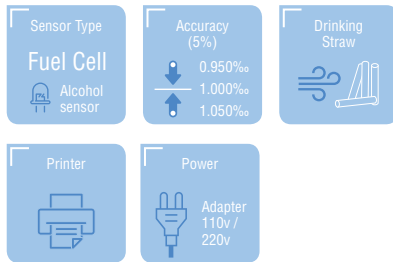 Sensor Type
Fuel Cell
Alcohol
sensor
Accuracy
(5%)
0.950‰
1.000‰
1.050‰
Drinking
Straw
Printer
Power
Adapter
110v /
220v